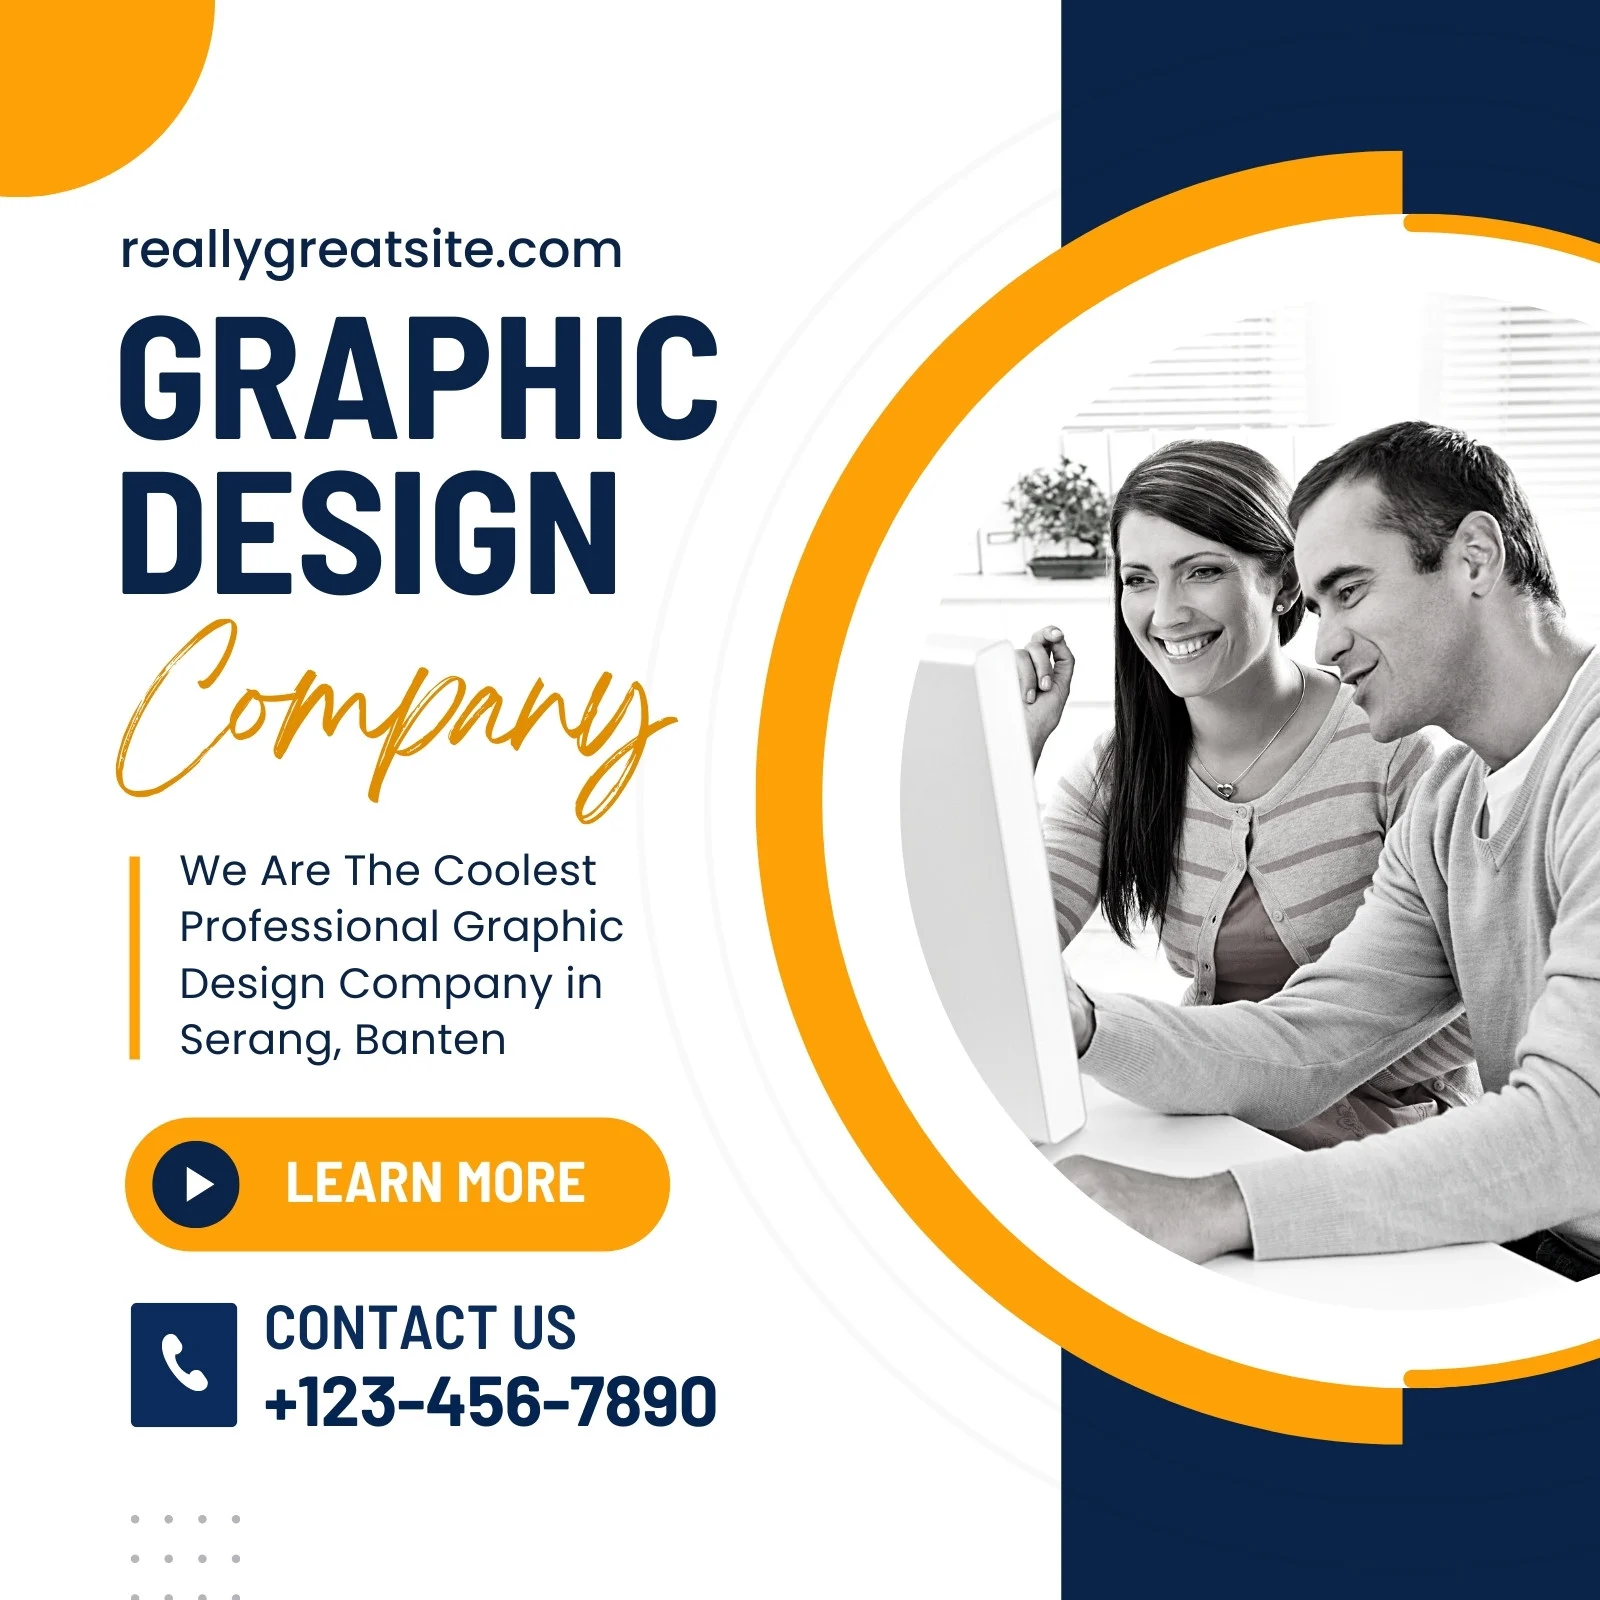 reallygreatsite.com
GRAPHIC
DESIGN
Company
We Are The Coolest
Professional Graphic
Design Company in
Serang, Banten
LEARN MORE
CONTACT US
+123-456-7890